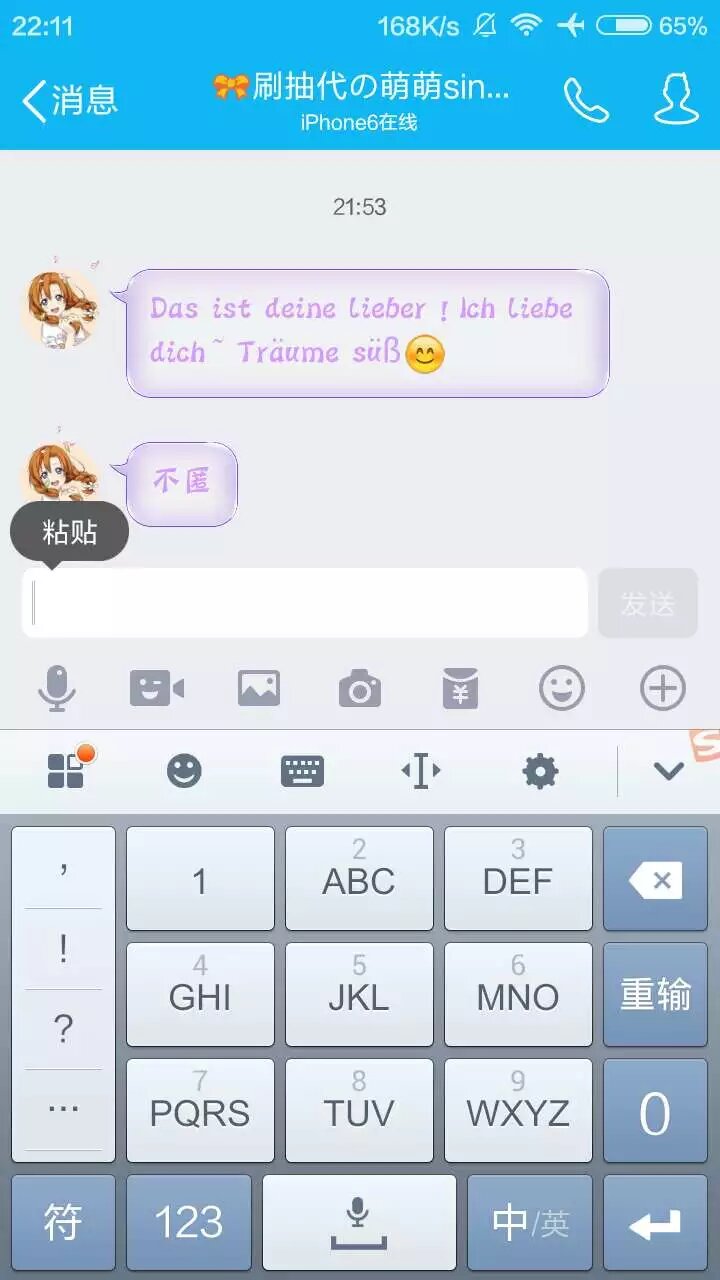 22:11 168K/s 65%
消息
刷抽代の萌萌sin...
iPhone6在线
21:53
Das ist deine lieber ! Ich liebe
dich~ Träume süß😊
不匿
粘贴
发送
,
1
2
ABC
3
DEF
!
4
GHI
5
JKL
6
MNO
重输
?
7
PQRS
8
TUV
9
WXYZ
0
...
符
123
中/英